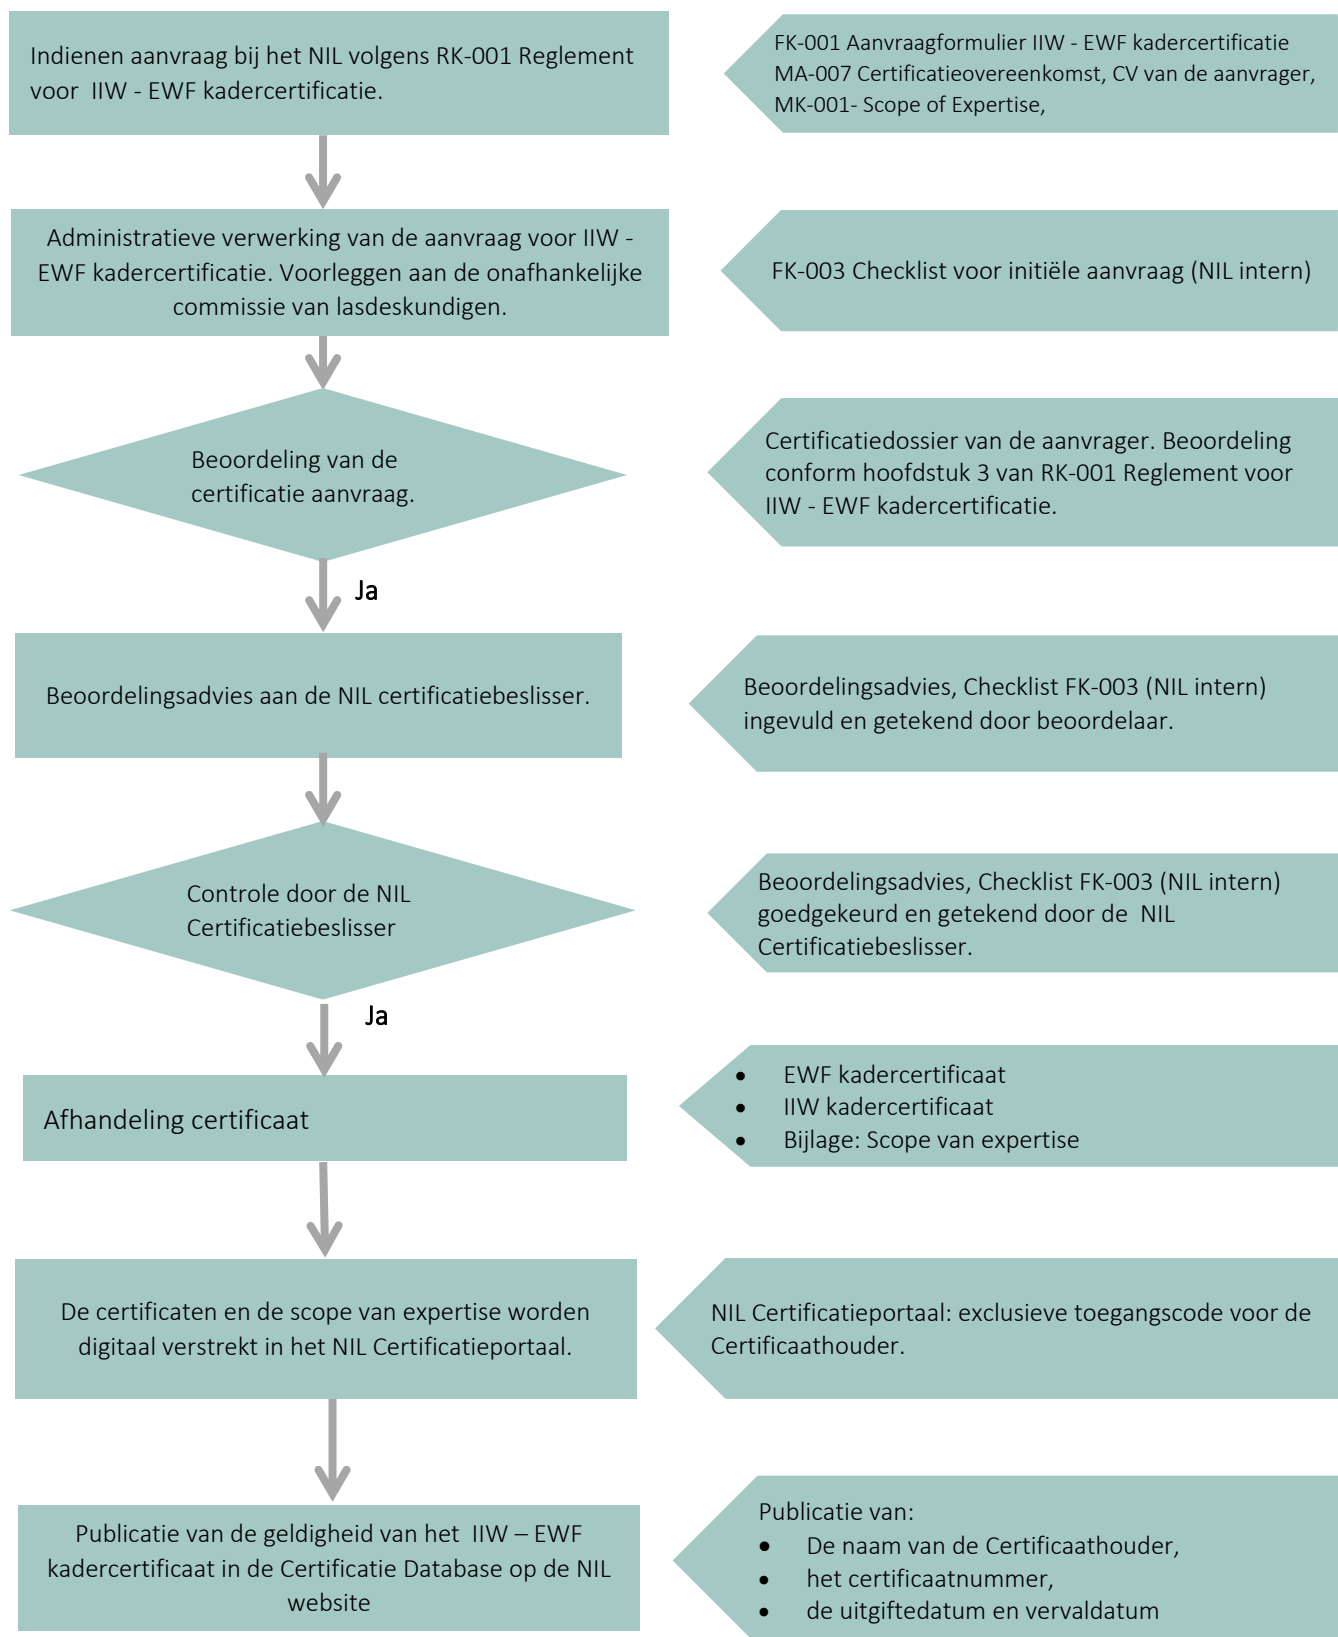 Indienen aanvraag bij het NIL volgens RK-001 Reglement
voor  IIW - EWF kadercertificatie.
FK-001 Aanvraagformulier IIW - EWF kadercertificatie
MA-007 Certificatieovereenkomst, CV van de aanvrager,
MK-001- Scope of Expertise,
Administratieve verwerking van de aanvraag voor IIW -
EWF kadercertificatie. Voorleggen aan de onafhankelijke
commissie van lasdeskundigen.
FK-003 Checklist voor initiële aanvraag (NIL intern)
Beoordeling van de
certificatie aanvraag.
Certificatiedossier van de aanvrager. Beoordeling
conform hoofdstuk 3 van RK-001 Reglement voor
IIW - EWF kadercertificatie.
Ja
Beoordelingsadvies aan de NIL certificatiebeslisser.
Beoordelingsadvies, Checklist FK-003 (NIL intern)
ingevuld en getekend door beoordelaar.
Controle door de NIL
Certificatiebeslisser
Beoordelingsadvies, Checklist FK-003 (NIL intern)
goedgekeurd en getekend door de  NIL
Certificatiebeslisser.
Ja
Afhandeling certificaat
• EWF kadercertificaat
• IIW kadercertificaat
• Bijlage: Scope van expertise
De certificaten en de scope van expertise worden
digitaal verstrekt in het NIL Certificatieportaal.
NIL Certificatieportaal: exclusieve toegangscode voor de
Certificaathouder.
Publicatie van de geldigheid van het  IIW – EWF
kadercertificaat in de Certificatie Database op de NIL
website
Publicatie van:
• De naam van de Certificaathouder,
• het certificaatnummer,
• de uitgiftedatum en vervaldatum